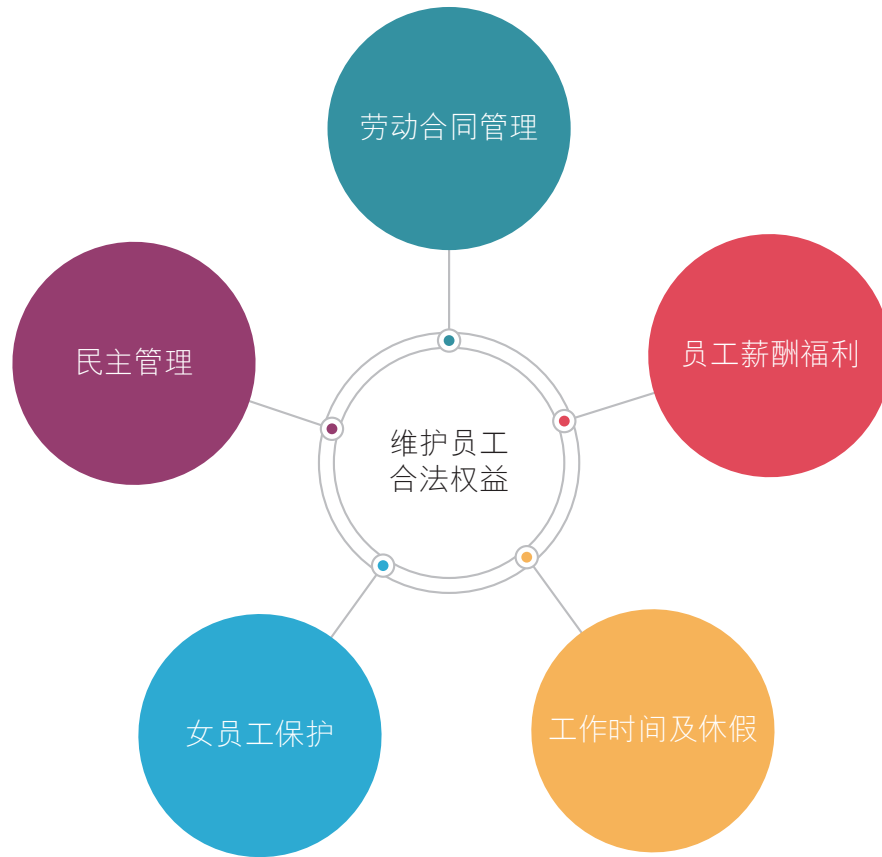 劳动合同管理
民主管理
员工薪酬福利
维护员工
合法权益
女员工保护
工作时间及休假